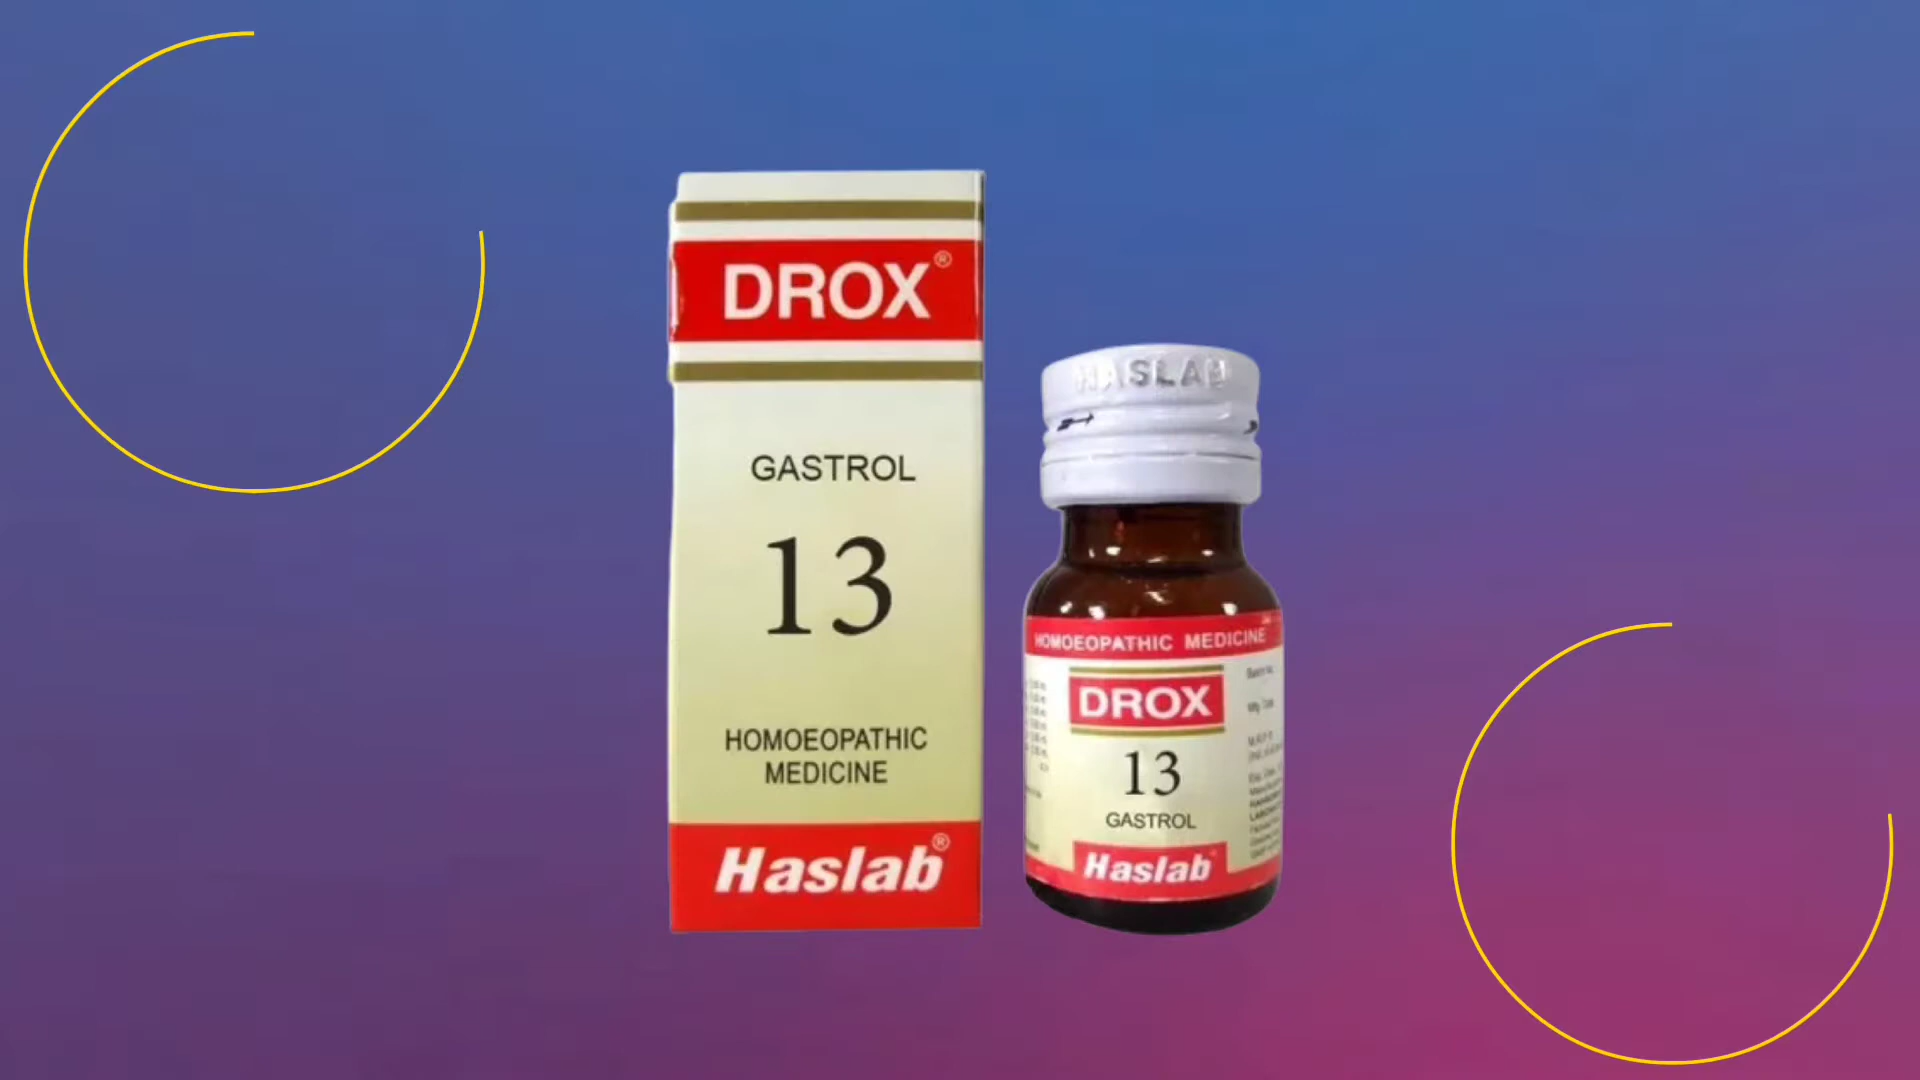 DROX®
GASTROL
13
HOMOEOPATHIC
MEDICINE
Haslab®
HASLAB
HOMOEOPATHIC MEDICINE
DROX
13
GASTROL
Haslab